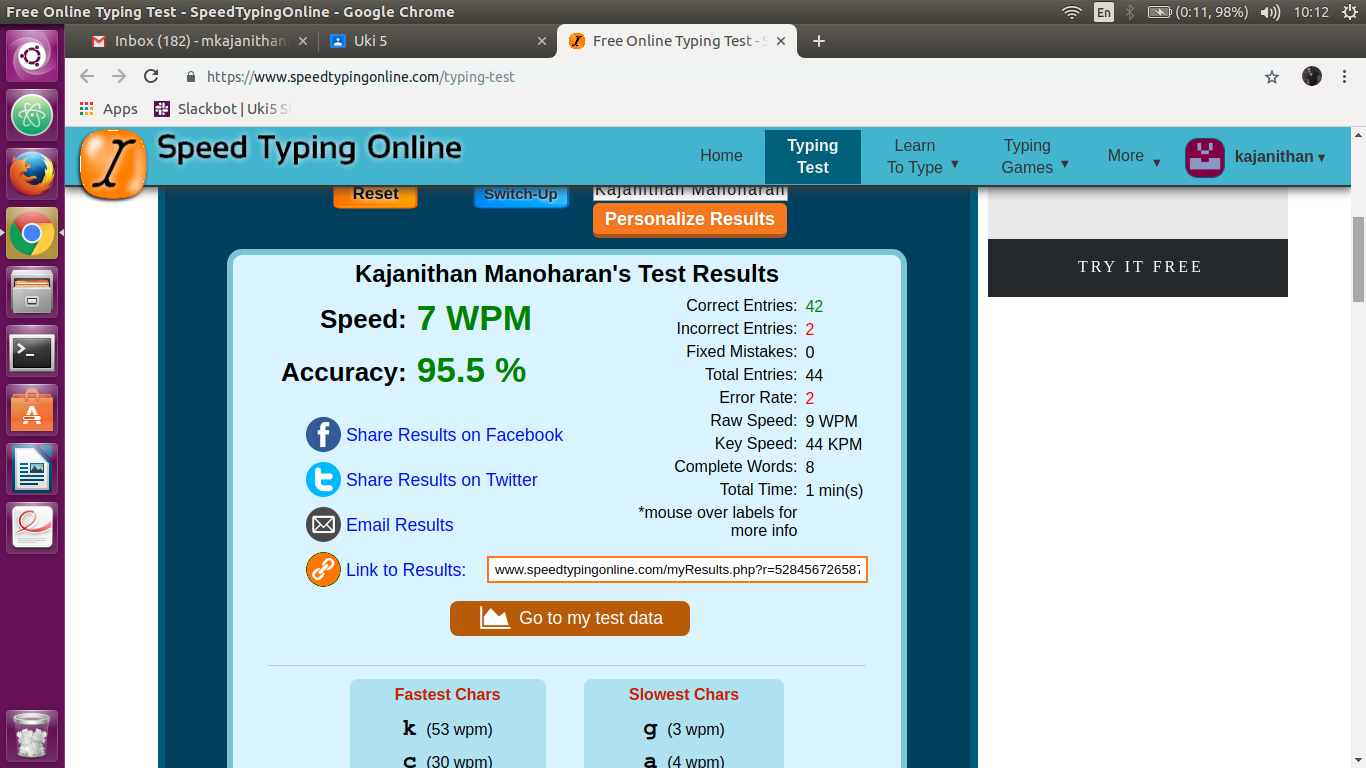 Free Online Typing Test - SpeedTypingOnline - Google Chrome
En
(0:11, 98%)
10:12
Inbox (182) - mkajanithan
Uki 5
Free Online Typing Test - S
https://www.speedtypingonline.com/typing-test
Apps
Slackbot | Uki5 S
Speed Typing Online
Home
Typing Test
Learn To Type ▼
Typing Games ▼
More ▼
kajanithan ▾
Reset
Switch-Up
Kajanithan Manoharan
Personalize Results
TRY IT FREE
Kajanithan Manoharan's Test Results
Speed: 7 WPM
Accuracy: 95.5 %
Share Results on Facebook
Share Results on Twitter
Email Results
Link to Results: www.speedtypingonline.com/myResults.php?r=528456726587
Correct Entries: 42
Incorrect Entries: 2
Fixed Mistakes: 0
Total Entries: 44
Error Rate: 2
Raw Speed: 9 WPM
Key Speed: 44 KPM
Complete Words: 8
Total Time: 1 min(s)
*mouse over labels for
more info
Go to my test data
Fastest Chars
k (53 wpm)
c (30 wpm)
Slowest Chars
g (3 wpm)
a (4 wpm)